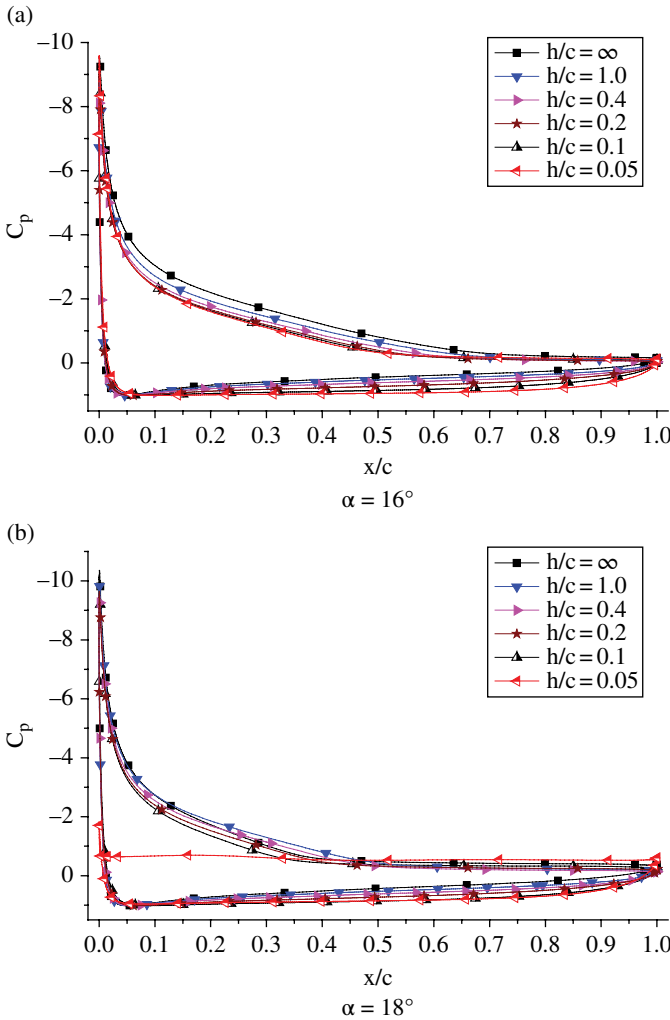 (a)
−10
−8
−6
−4
−2
0
C_p
0.0 0.1 0.2 0.3 0.4 0.5 0.6 0.7 0.8 0.9 1.0
x/c
h/c = ∞
h/c = 1.0
h/c = 0.4
h/c = 0.2
h/c = 0.1
h/c = 0.05
α = 16°
(b)
−10
−8
−6
−4
−2
0
C_p
0.0 0.1 0.2 0.3 0.4 0.5 0.6 0.7 0.8 0.9 1.0
x/c
h/c = ∞
h/c = 1.0
h/c = 0.4
h/c = 0.2
h/c = 0.1
h/c = 0.05
α = 18°